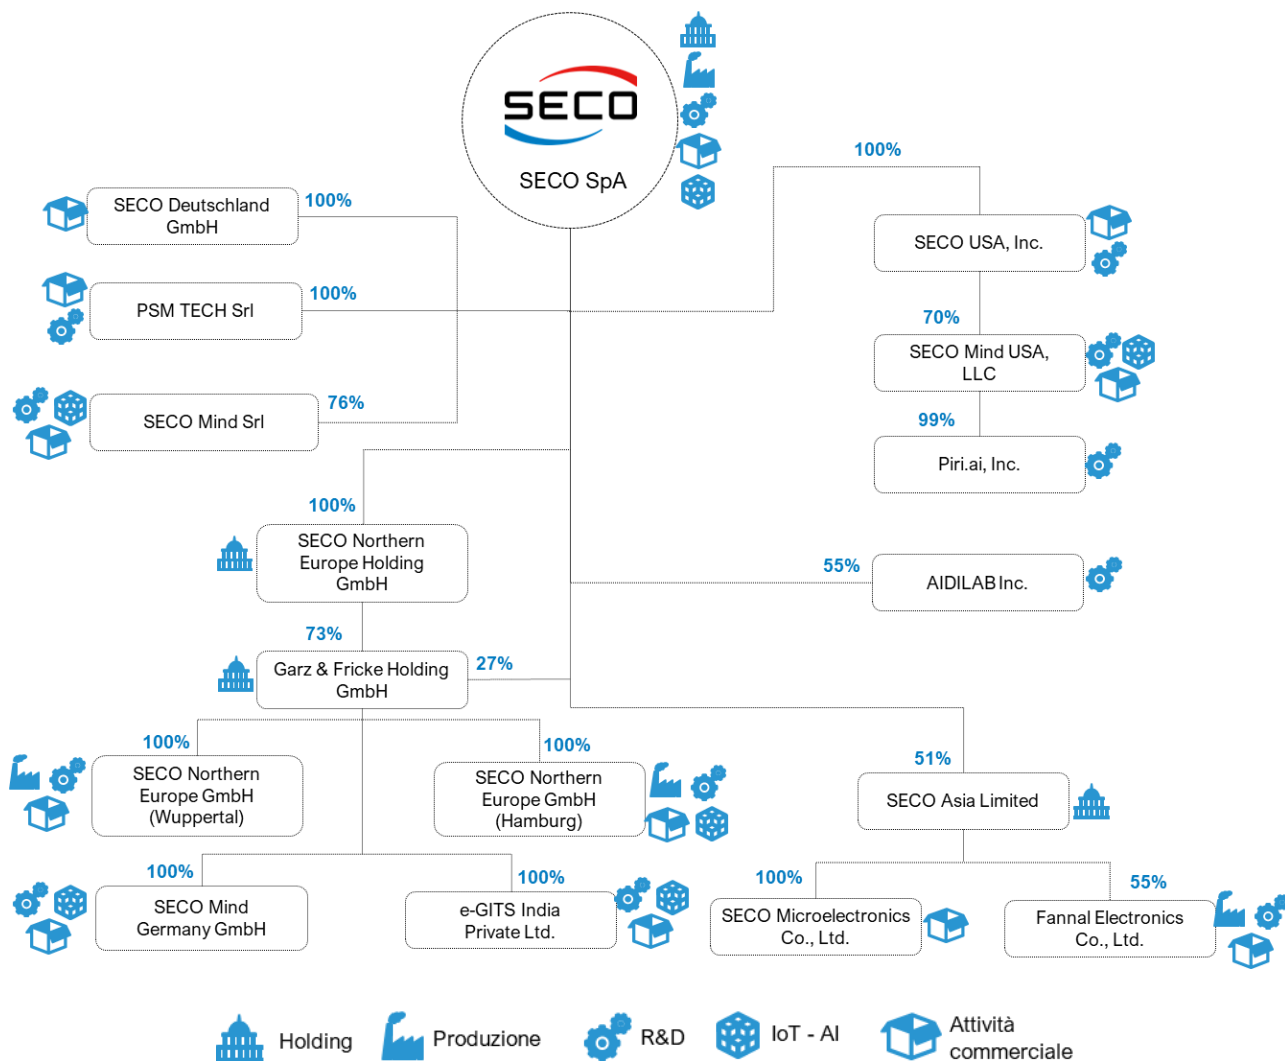 SECO
SECO SpA
100%
SECO Deutschland
GmbH
100%
PSM TECH Srl
100%
SECO Mind Srl
76%
100%
SECO USA, Inc.
70%
SECO Mind USA,
LLC
99%
Piri.ai, Inc.
100%
SECO Northern
Europe Holding
GmbH
55%
AIDILAB Inc.
73%
Garz & Fricke Holding
GmbH
27%
100%
SECO Northern
Europe GmbH
(Wuppertal)
100%
SECO Northern
Europe GmbH
(Hamburg)
51%
SECO Asia Limited
100%
SECO Mind
Germany GmbH
100%
e-GITS India
Private Ltd.
100%
SECO Microelectronics
Co., Ltd.
55%
Fannal Electronics
Co., Ltd.
Holding
Produzione
R&D
IoT - AI
Attività
commerciale